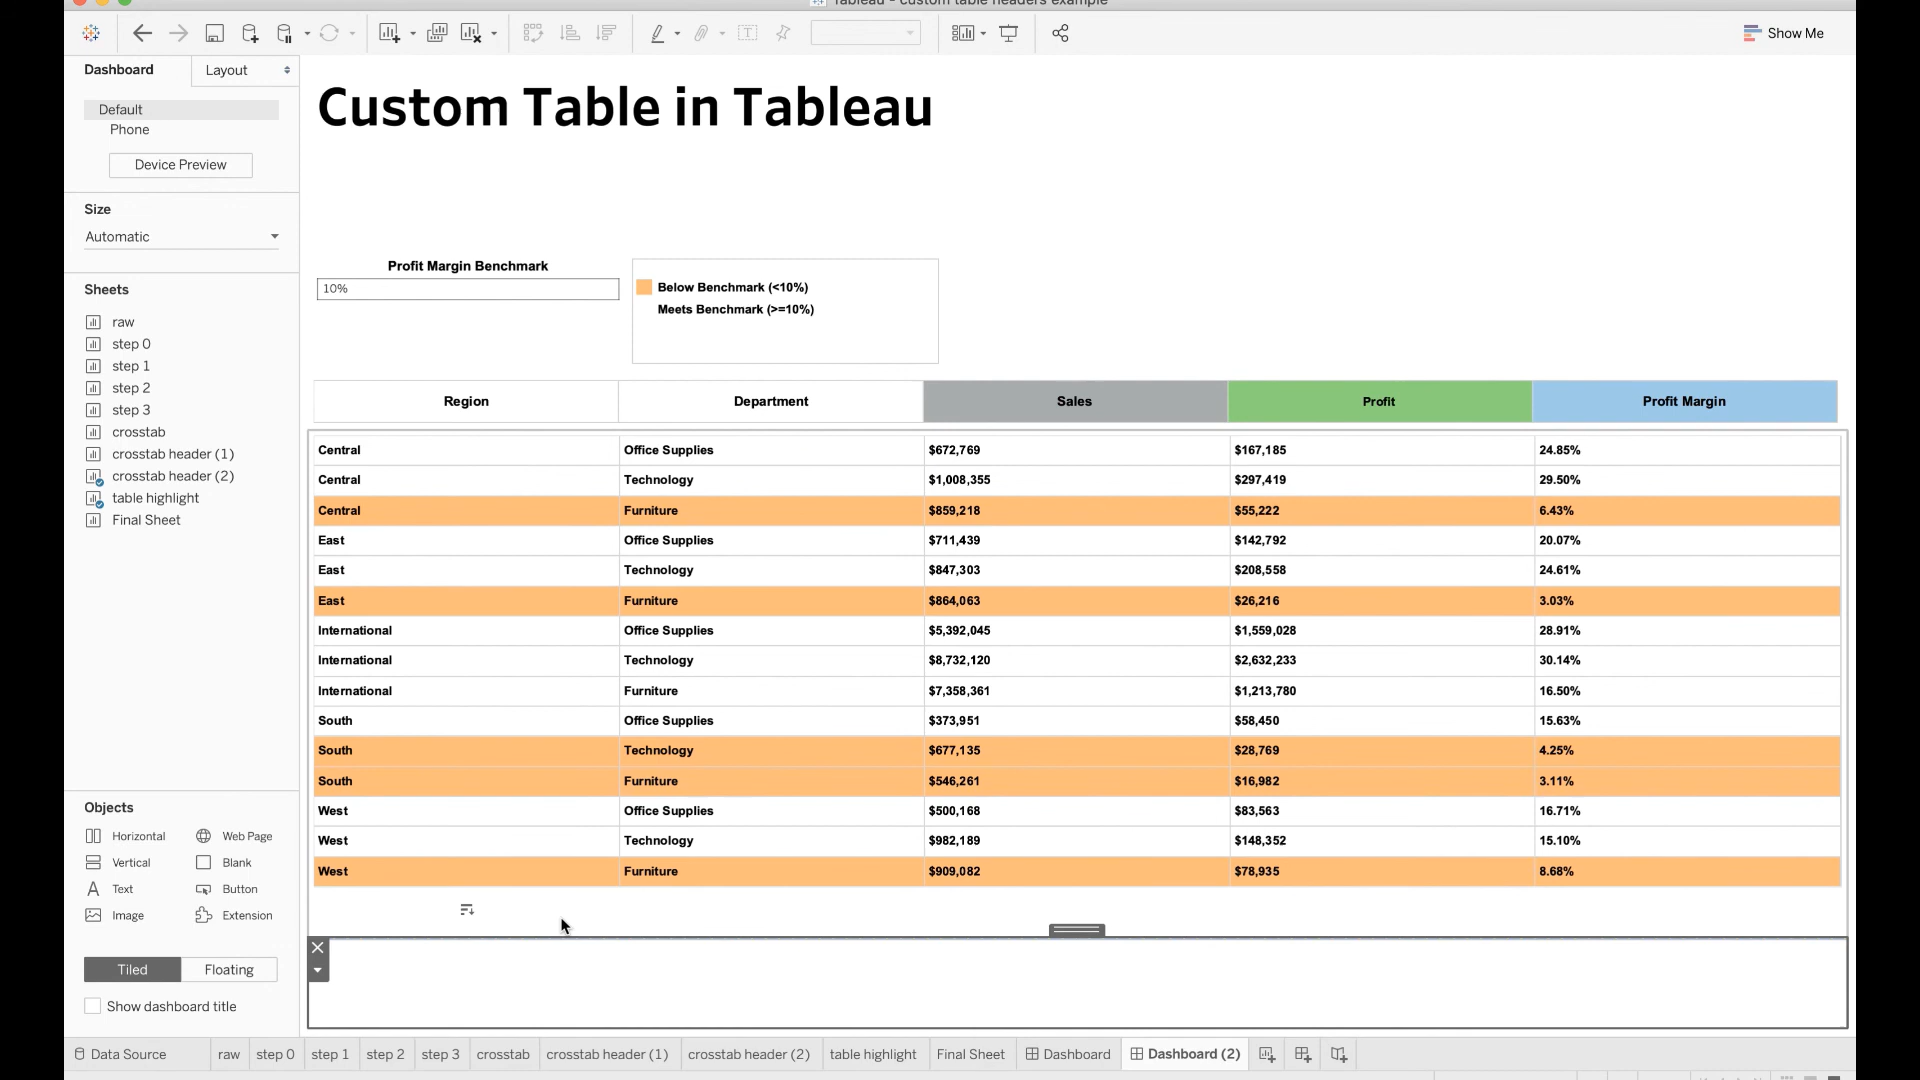 Tableau - custom table headers example
Show Me
Dashboard
Layout
Default
Phone
Device Preview
Size
Automatic
Sheets
raw
step 0
step 1
step 2
step 3
crosstab
crosstab header (1)
crosstab header (2)
table highlight
Final Sheet
Objects
Horizontal Web Page
Vertical Blank
Text Button
Image Extension
Tiled Floating
Show dashboard title
Custom Table in Tableau
Profit Margin Benchmark
10%
Below Benchmark (<10%)
Meets Benchmark (>=10%)
Region Department Sales Profit Profit Margin
Central Office Supplies $672,769 $167,185 24.85%
Central Technology $1,008,355 $297,419 29.50%
Central Furniture $859,218 $55,222 6.43%
East Office Supplies $711,439 $142,792 20.07%
East Technology $847,303 $208,558 24.61%
East Furniture $864,063 $26,216 3.03%
International Office Supplies $5,392,045 $1,559,028 28.91%
International Technology $8,732,120 $2,632,233 30.14%
International Furniture $7,358,361 $1,213,780 16.50%
South Office Supplies $373,951 $58,450 15.63%
South Technology $677,135 $28,769 4.25%
South Furniture $546,261 $16,982 3.11%
West Office Supplies $500,168 $83,563 16.71%
West Technology $982,189 $148,352 15.10%
West Furniture $909,082 $78,935 8.68%
Data Source raw step 0 step 1 step 2 step 3 crosstab crosstab header (1) crosstab header (2) table highlight Final Sheet Dashboard Dashboard (2)